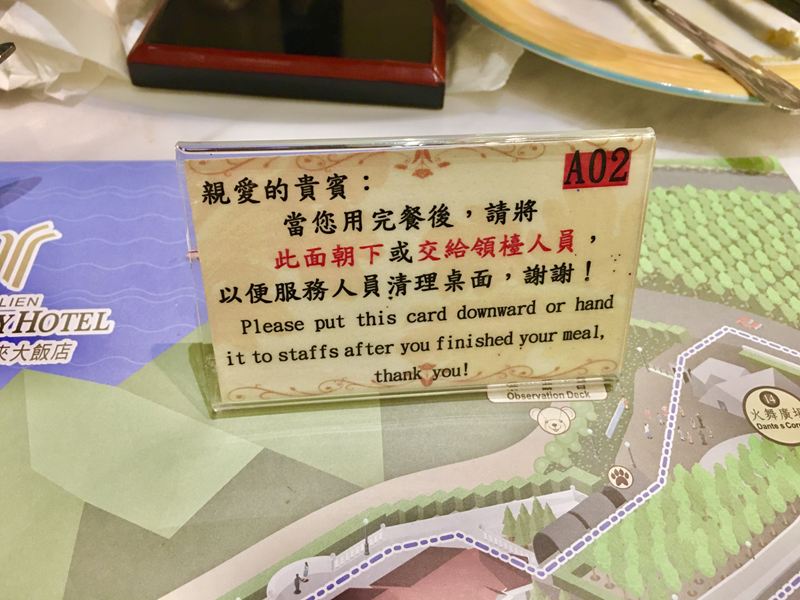 A02
親愛的貴賓：
當您用完餐後，請將
此面朝下或交給領檯人員，
以便服務人員清理桌面，謝謝！
Please put this card downward or hand
it to staffs after you finished your meal,
thank you!
LIEN
Y HOTEL
來大飯店
Observation Deck
14
火舞廣場
Dante's